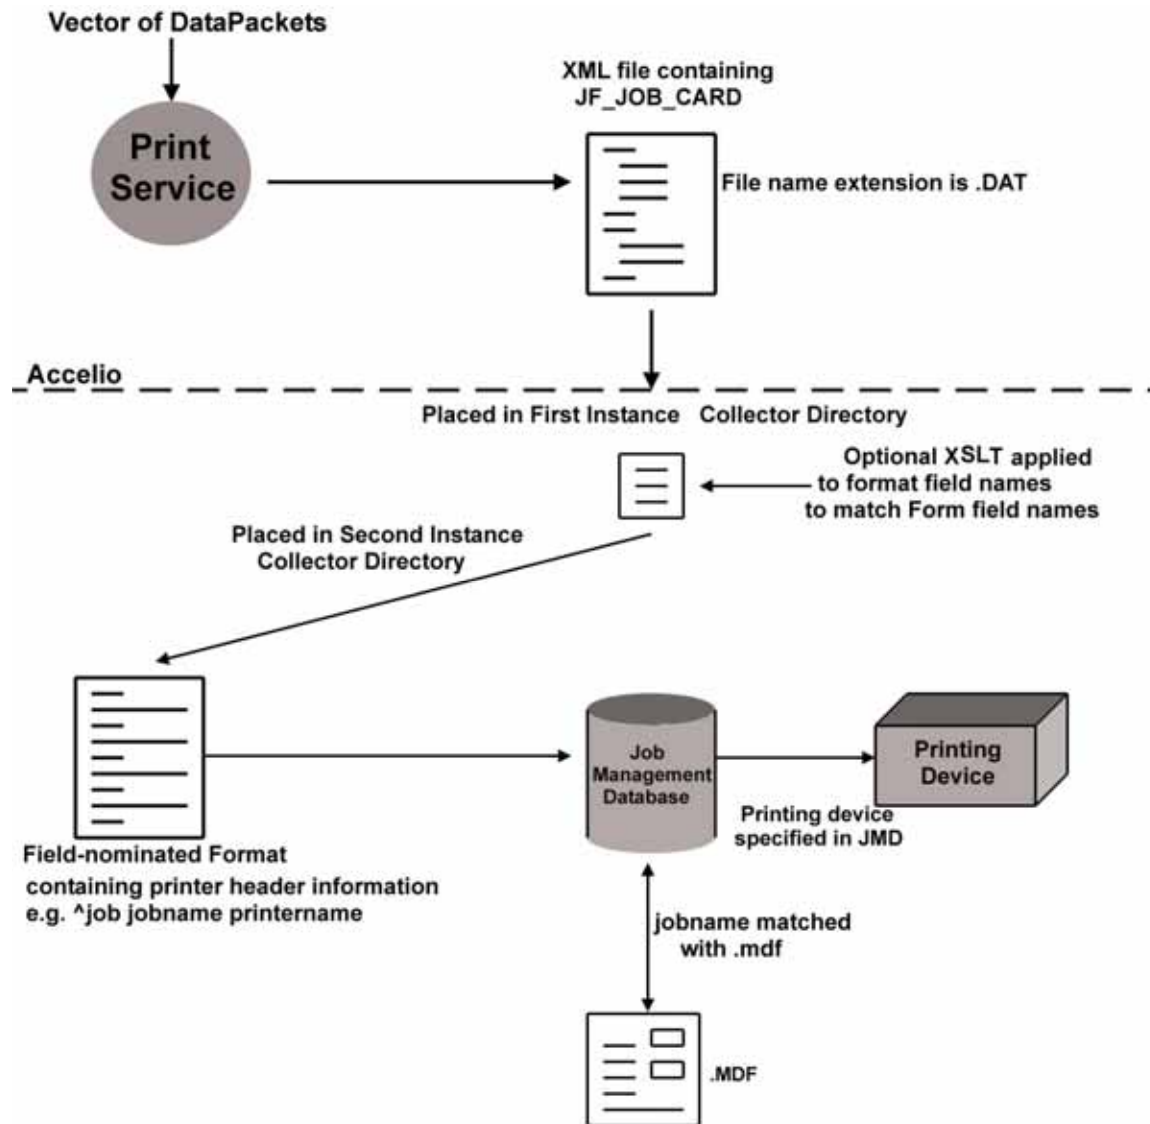 Vector of DataPackets
Print
Service
XML file containing
JF_JOB_CARD
File name extension is .DAT
Accelio
Placed in First Instance Collector Directory
Optional XSLT applied
to format field names
to match Form field names
Placed in Second Instance
Collector Directory
Field-nominated Format
containing printer header information
e.g. ^job jobname printername
Job
Management
Database
Printing
Device
Printing device
specified in JMD
jobname matched
with .mdf
.MDF